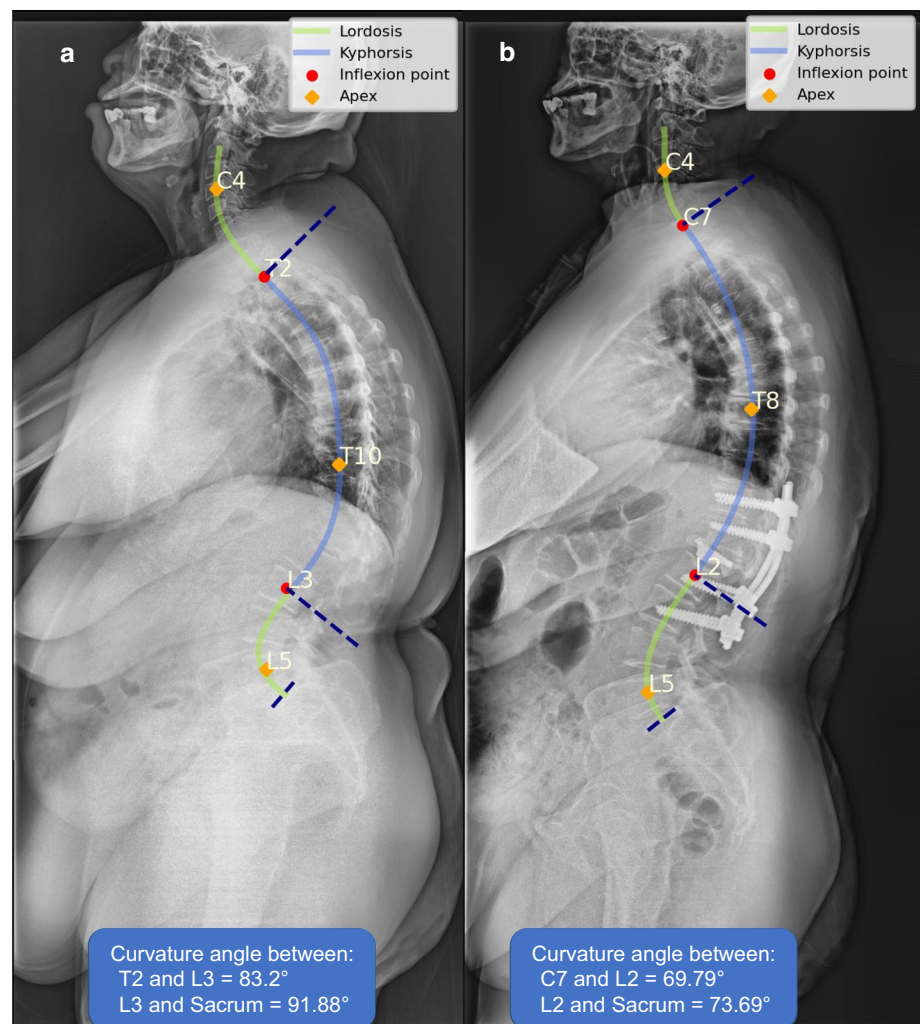 a
Lordosis
Kyphorsis
Inflexion point
Apex
C4
T2
T10
L3
L5
Curvature angle between:
T2 and L3 = 83.2°
L3 and Sacrum = 91.88°
b
Lordosis
Kyphorsis
Inflexion point
Apex
C4
C7
T8
L2
L5
Curvature angle between:
C7 and L2 = 69.79°
L2 and Sacrum = 73.69°